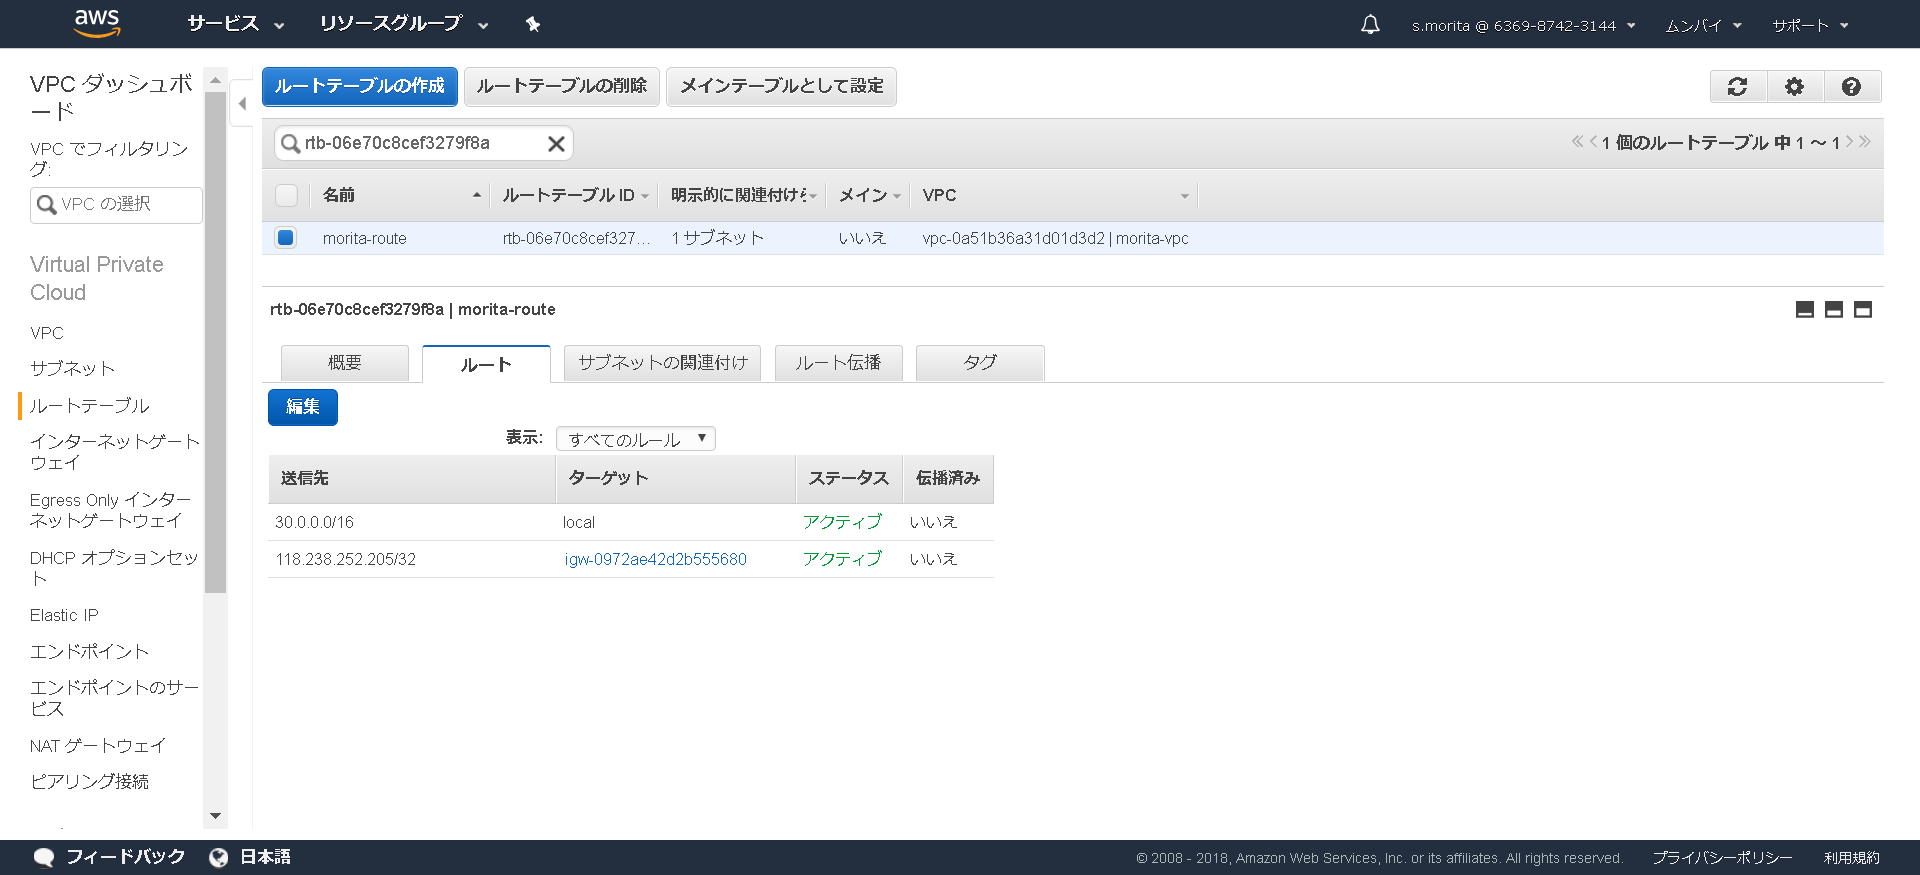 aws サービス リソースグループ s.morita @ 6369-8742-3144 ムンバイ サポート
VPC ダッシュボ
ード
VPC でフィルタリン
グ:
VPC の選択
Virtual Private
Cloud
VPC
サブネット
ルートテーブル
インターネットゲート
ウェイ
Egress Only インター
ネットゲートウェイ
DHCP オプションセッ
ト
Elastic IP
エンドポイント
エンドポイントのサー
ビス
NAT ゲートウェイ
ピアリング接続
ルートテーブルの作成 ルートテーブルの削除 メインテーブルとして設定
rtb-06e70c8cef3279f8a 1 個のルートテーブル 中 1 ～ 1
名前 ルートテーブル ID 明示的に関連付け メイン VPC
morita-route rtb-06e70c8cef327... 1 サブネット いいえ vpc-0a51b36a31d01d3d2 | morita-vpc
rtb-06e70c8cef3279f8a | morita-route
概要 ルート サブネットの関連付け ルート伝播 タグ
編集
表示: すべてのルール
送信先 ターゲット ステータス 伝播済み
30.0.0.0/16 local アクティブ いいえ
118.238.252.205/32 igw-0972ae42d2b555680 アクティブ いいえ
フィードバック 日本語 © 2008 - 2018, Amazon Web Services, Inc. or its affiliates. All rights reserved. プライバシーポリシー 利用規約